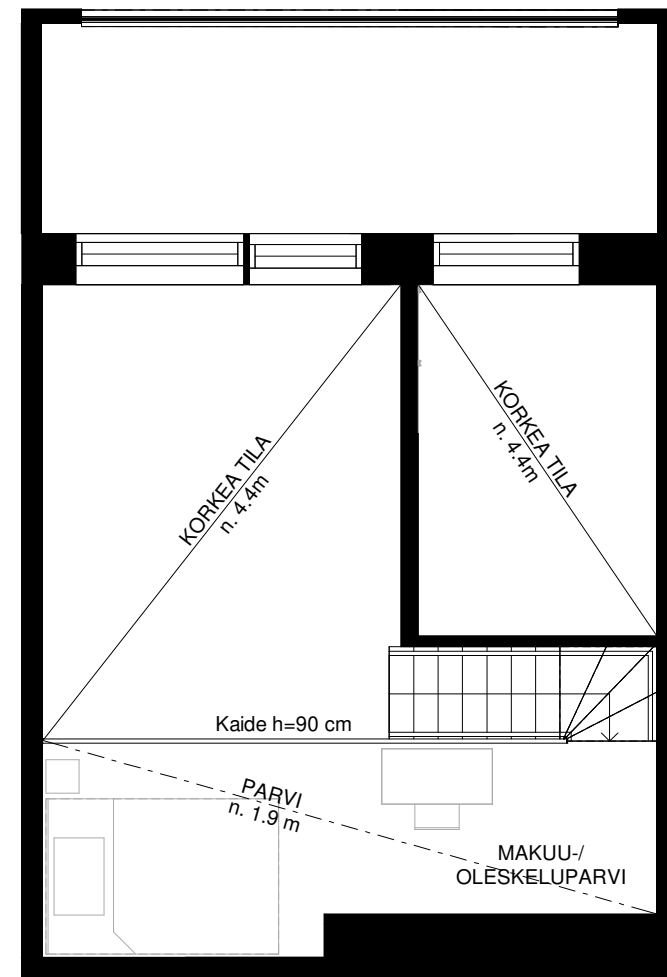 KORKEA TILA
n. 4.4m
KORKEA TILA
n. 4.4m
Kaide h=90 cm
PARVI
n. 1.9 m
MAKUU-/
OLESKELUPARVI